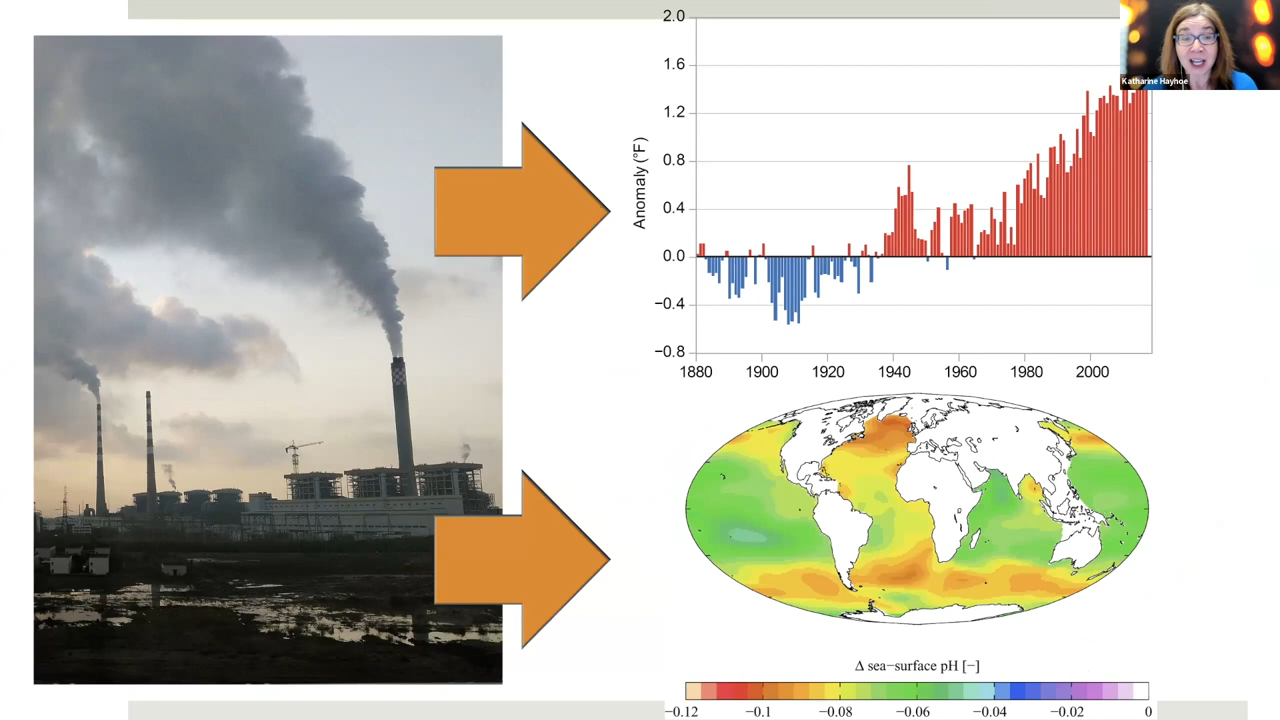 2.0
Katharine Hayhoe
1.6
1.2
0.8
0.4
0.0
−0.4
−0.8
Anomaly (°F)
1880 1900 1920 1940 1960 1980 2000
Δ sea−surface pH [−]
−0.12 −0.1 −0.08 −0.06 −0.04 −0.02 0